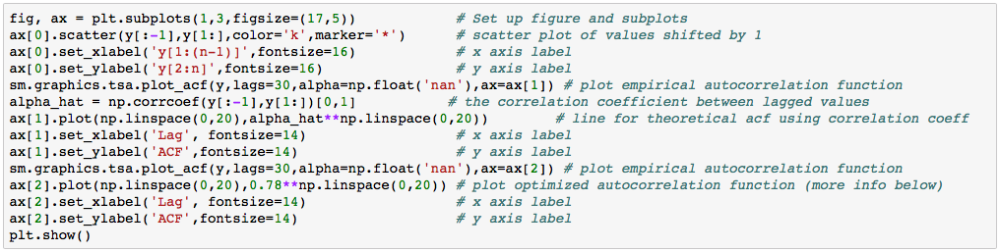 fig, ax = plt.subplots(1,3,figsize=(17,5)) # Set up figure and subplots
ax[0].scatter(y[:-1],y[1:],color='k',marker='*') # scatter plot of values shifted by 1
ax[0].set_xlabel('y[1:(n-1)]',fontsize=16) # x axis label
ax[0].set_ylabel('y[2:n]',fontsize=16) # y axis label
sm.graphics.tsa.plot_acf(y,lags=30,alpha=np.float('nan'),ax=ax[1]) # plot empirical autocorrelation function
alpha_hat = np.corrcoef(y[:-1],y[1:])[0,1] # the correlation coefficient between lagged values
ax[1].plot(np.linspace(0,20),alpha_hat**np.linspace(0,20)) # line for theoretical acf using correlation coeff
ax[1].set_xlabel('Lag', fontsize=14) # x axis label
ax[1].set_ylabel('ACF',fontsize=14) # y axis label
sm.graphics.tsa.plot_acf(y,lags=30,alpha=np.float('nan'),ax=ax[2]) # plot empirical autocorrelation function
ax[2].plot(np.linspace(0,20),0.78**np.linspace(0,20)) # plot optimized autocorrelation function (more info below)
ax[2].set_xlabel('Lag', fontsize=14) # x axis label
ax[2].set_ylabel('ACF',fontsize=14) # y axis label
plt.show()